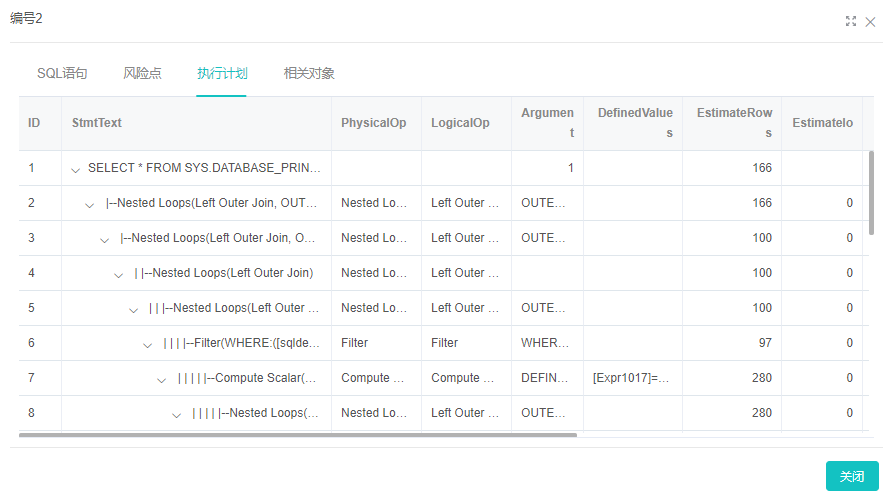 编号2
SQL语句 风险点 执行计划 相关对象
ID StmtText PhysicalOp LogicalOp Argument DefinedValues EstimateRows EstimateIo
1 SELECT * FROM SYS.DATABASE_PRIN... 1 166
2 |--Nested Loops(Left Outer Join, OUT... Nested Lo... Left Outer ... OUTE... 166 0
3 |--Nested Loops(Left Outer Join, O... Nested Lo... Left Outer ... OUTE... 100 0
4 | |--Nested Loops(Left Outer Join) Nested Lo... Left Outer ... 100 0
5 | | |--Nested Loops(Left Outer ... Nested Lo... Left Outer ... OUTE... 100 0
6 | | | |--Filter(WHERE:([sqlde... Filter Filter WHER... 97 0
7 | | | | |--Compute Scalar(... Compute ... Compute ... DEFIN... [Expr1017]=... 280 0
8 | | | | |--Nested Loops(... Nested Lo... Left Outer ... OUTE... 280 0
关闭